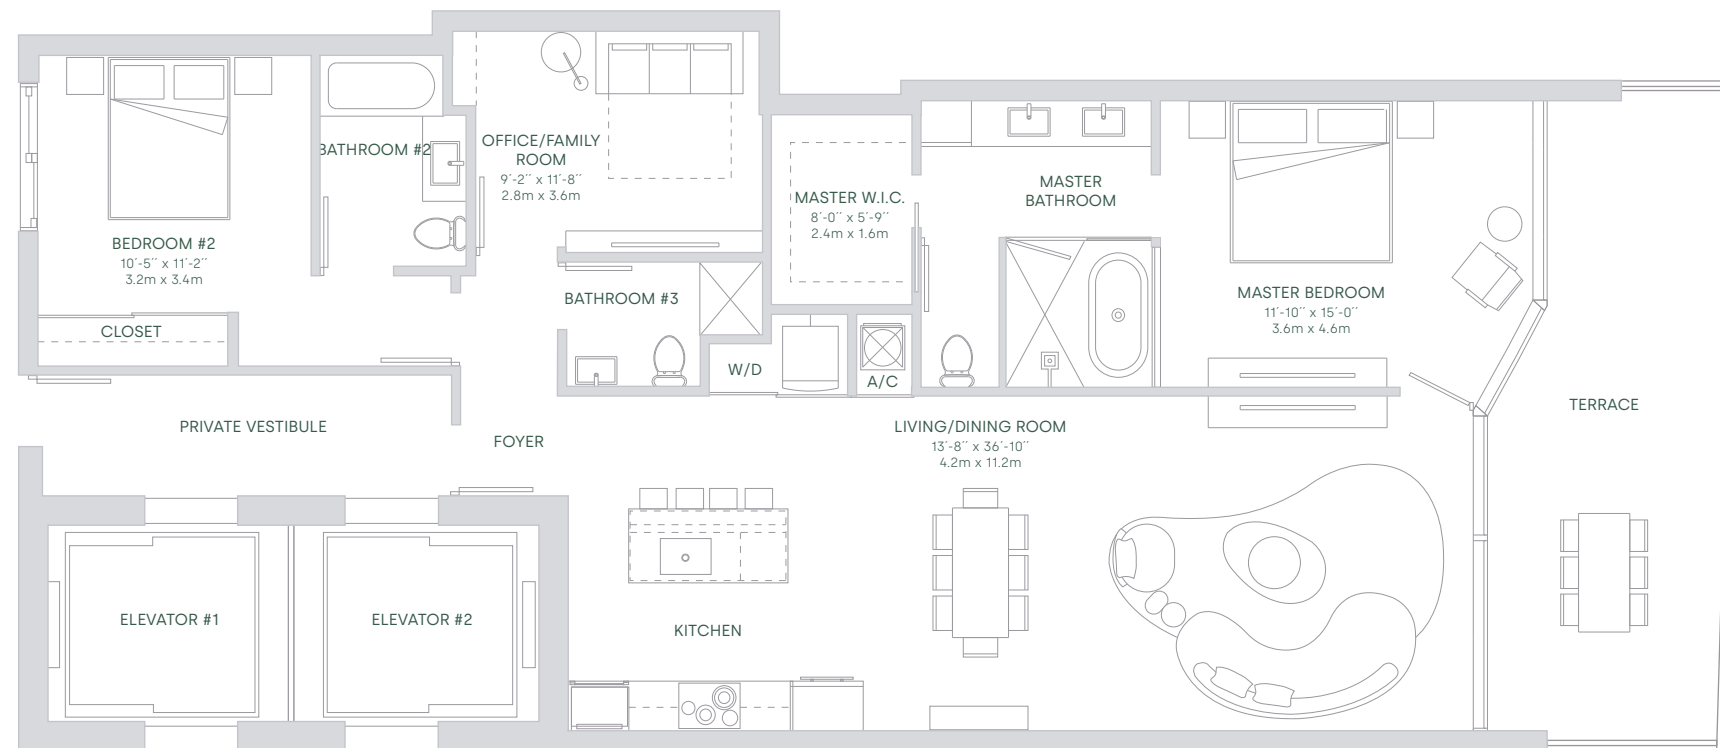 BATHROOM #2
OFFICE/FAMILY
ROOM
9´-2´´ x 11´-8´´
2.8m x 3.6m
MASTER W.I.C.
8´-0´´ x 5´-9´´
2.4m x 1.6m
MASTER
BATHROOM
BEDROOM #2
10´-5´´ x 11´-2´´
3.2m x 3.4m
BATHROOM #3
MASTER BEDROOM
11´-10´´ x 15´-0´´
3.6m x 4.6m
CLOSET
W/D
A/C
TERRACE
PRIVATE VESTIBULE
FOYER
LIVING/DINING ROOM
13´-8´´ x 36´-10´´
4.2m x 11.2m
ELEVATOR #1
ELEVATOR #2
KITCHEN